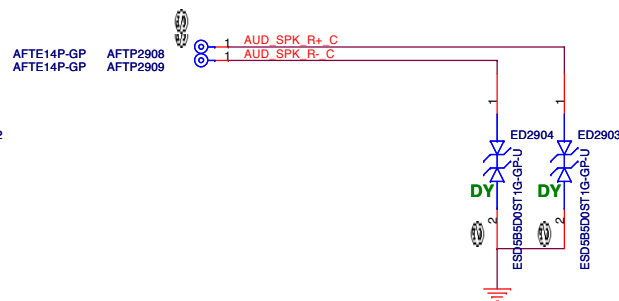 1 AUD_SPK_R+_C
AFTE14P-GP AFTP2908
1 AUD_SPK_R-_C
AFTE14P-GP AFTP2909
1
1
2
ED2904
ED2903
DY
DY
ESD5B5D0ST1G-GP-U
ESD5B5D0ST1G-GP-U
2
2